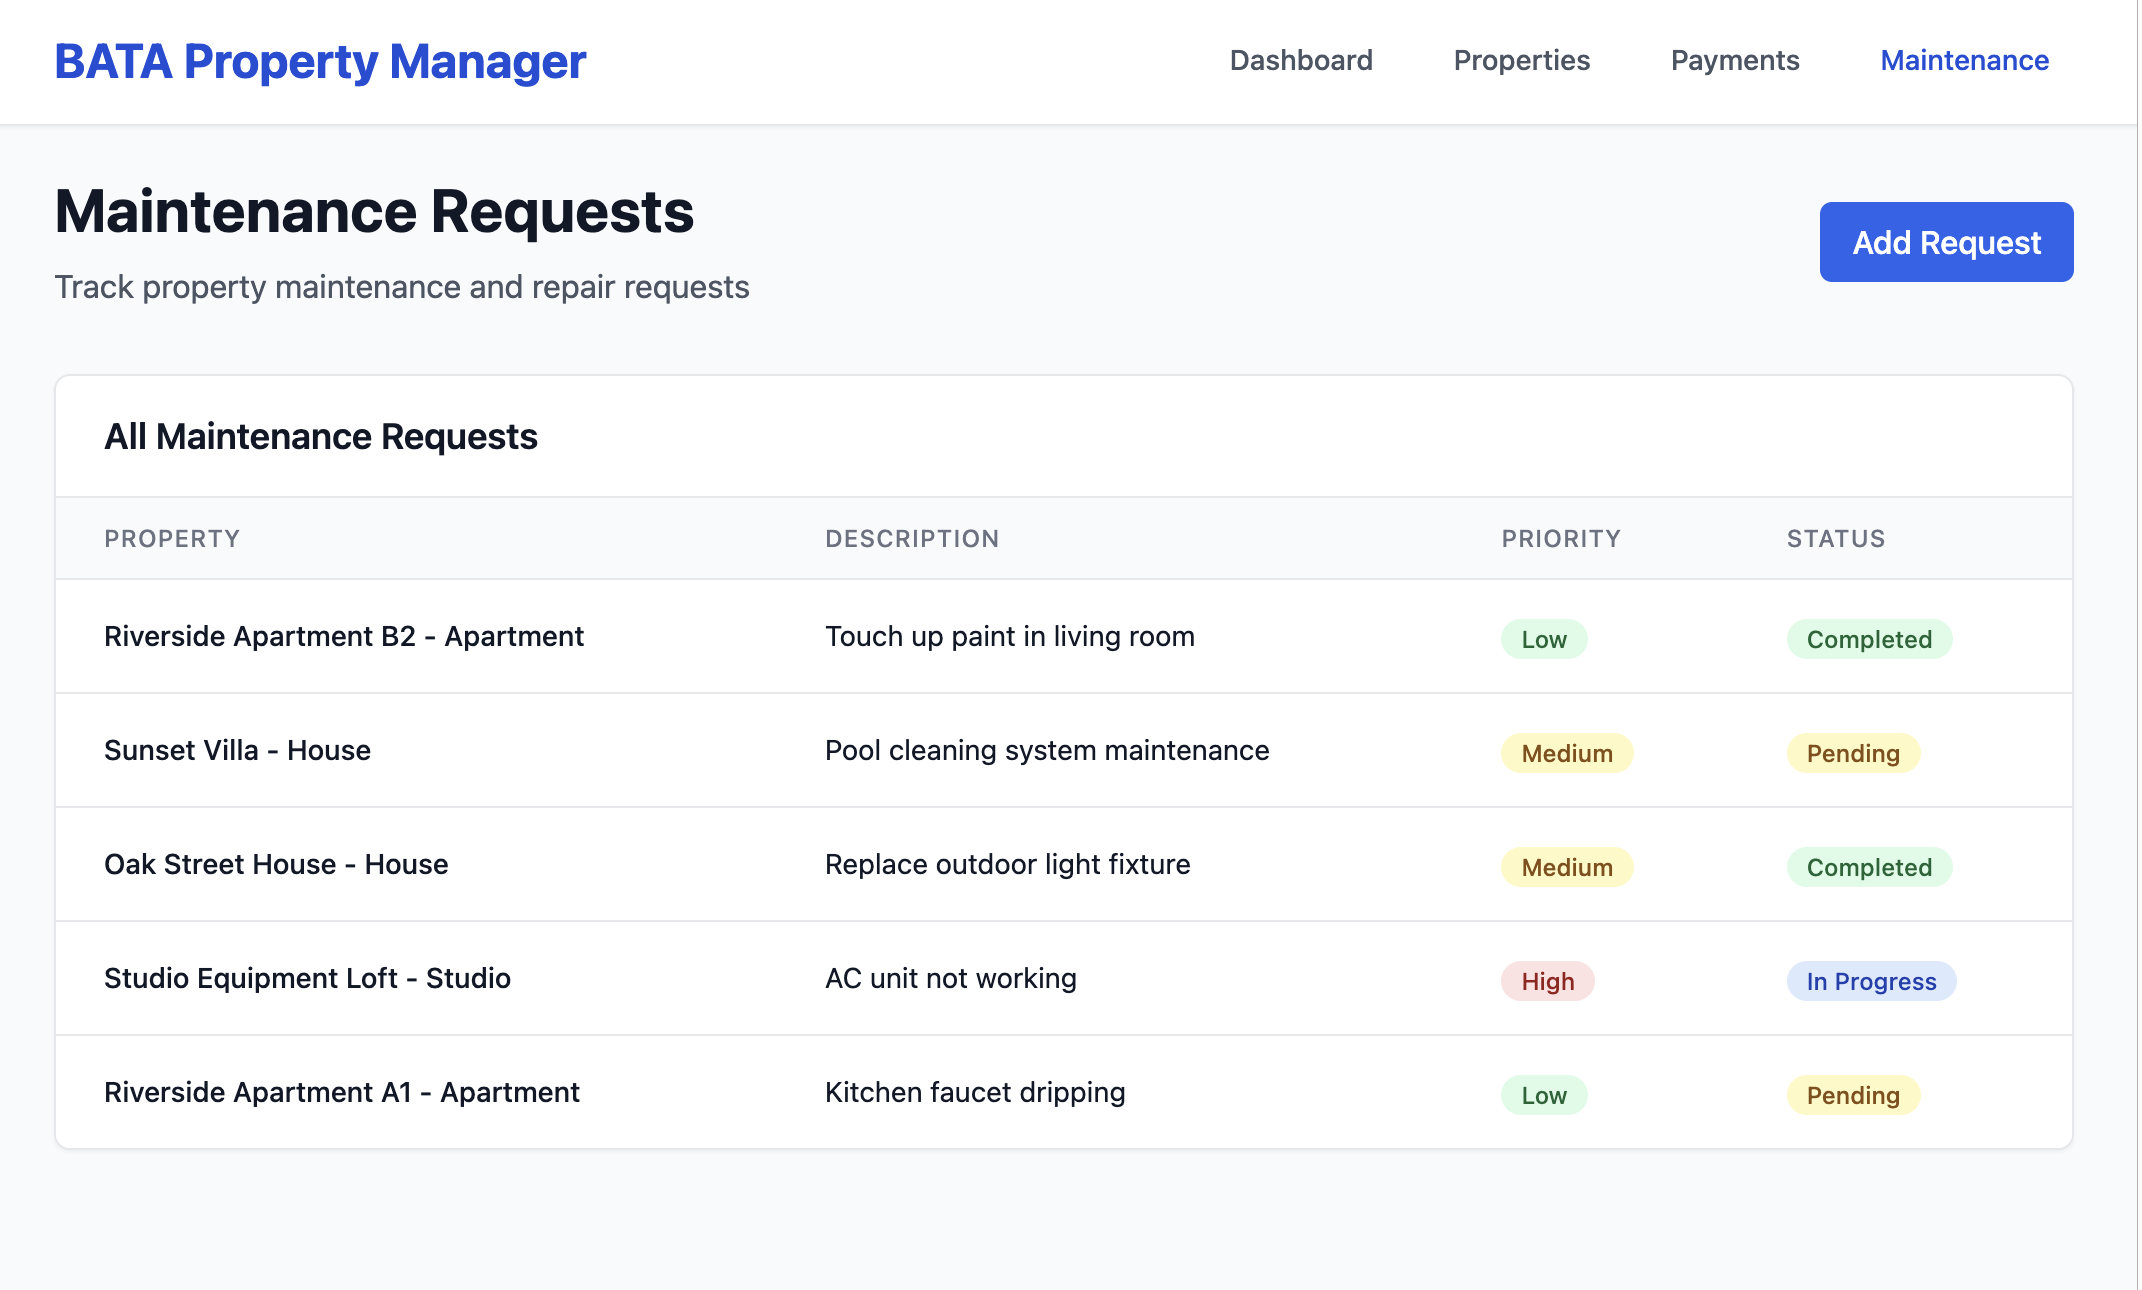 BATA Property Manager
Dashboard Properties Payments Maintenance
Maintenance Requests
Add Request
Track property maintenance and repair requests
All Maintenance Requests
PROPERTY DESCRIPTION PRIORITY STATUS
Riverside Apartment B2 - Apartment Touch up paint in living room Low Completed
Sunset Villa - House Pool cleaning system maintenance Medium Pending
Oak Street House - House Replace outdoor light fixture Medium Completed
Studio Equipment Loft - Studio AC unit not working High In Progress
Riverside Apartment A1 - Apartment Kitchen faucet dripping Low Pending